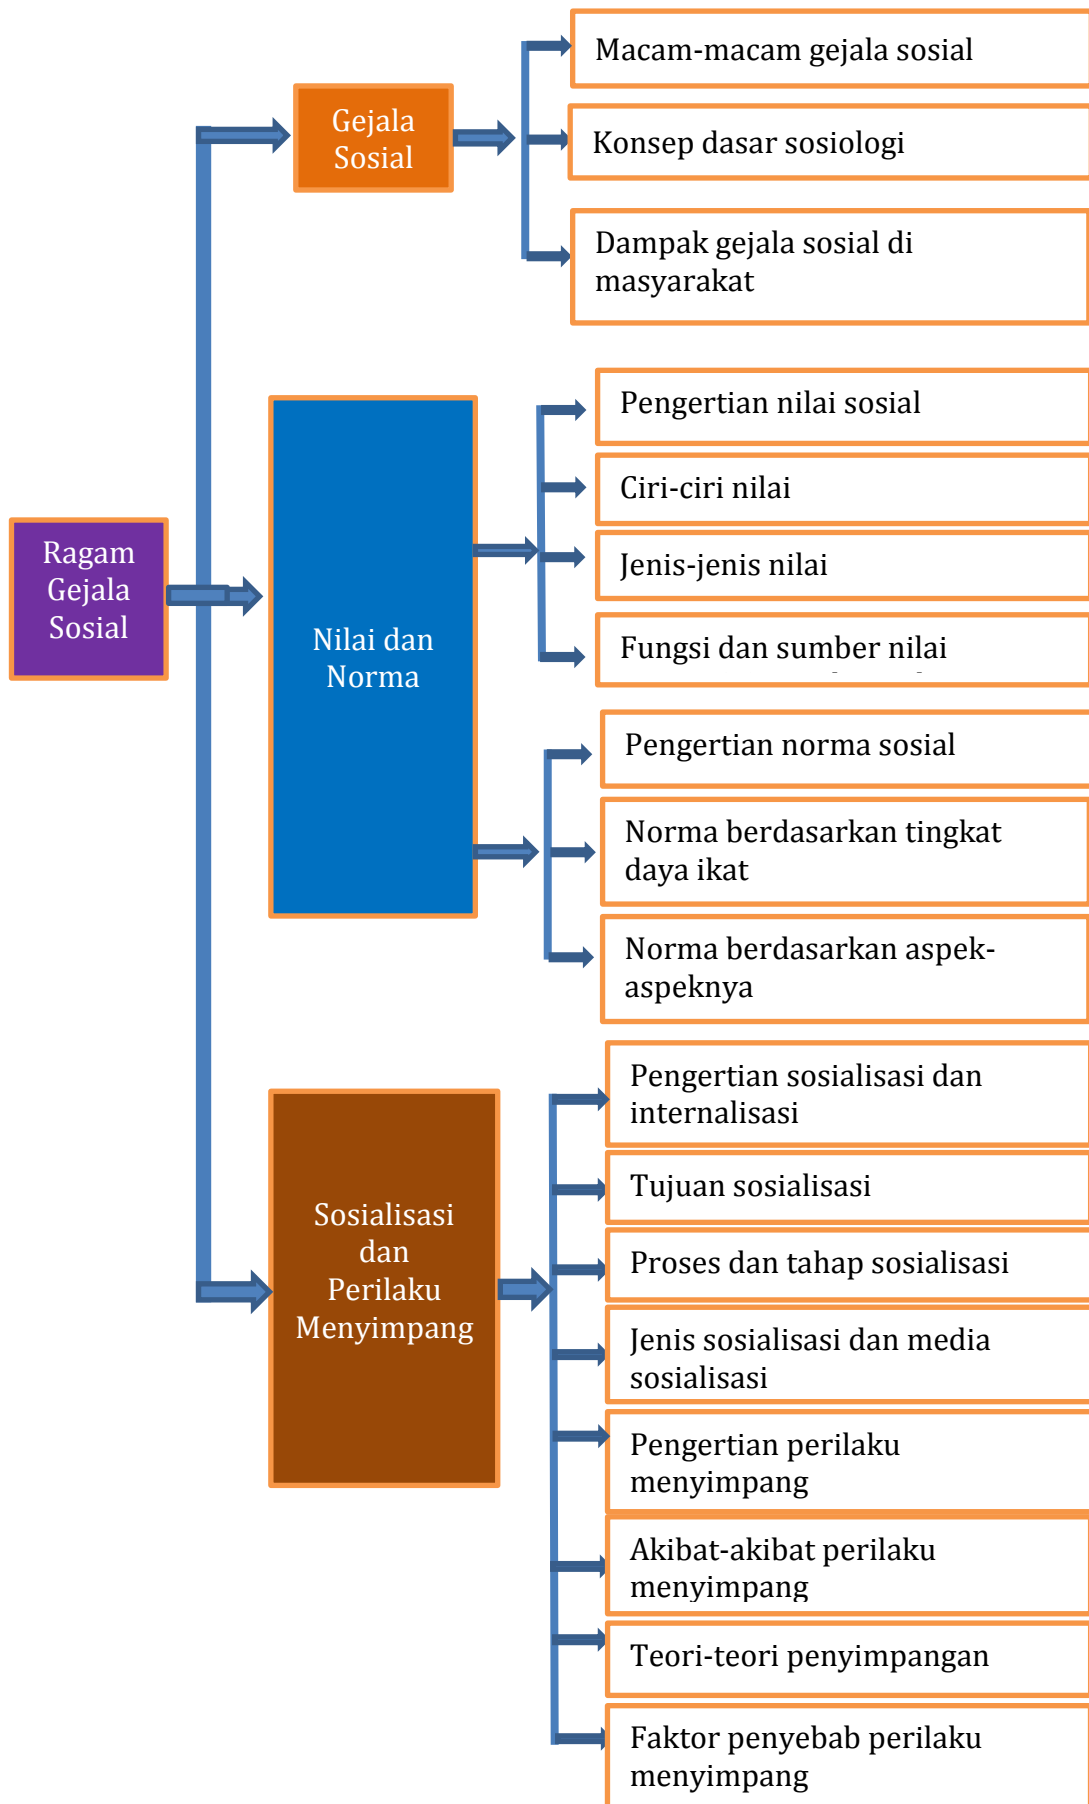 Ragam
Gejala
Sosial
Gejala
Sosial
Macam-macam gejala sosial
Konsep dasar sosiologi
Dampak gejala sosial di
masyarakat
Nilai dan
Norma
Pengertian nilai sosial
Ciri-ciri nilai
Jenis-jenis nilai
Fungsi dan sumber nilai
Pengertian norma sosial
Norma berdasarkan tingkat
daya ikat
Norma berdasarkan aspek-
aspeknya
Sosialisasi
dan
Perilaku
Menyimpang
Pengertian sosialisasi dan
internalisasi
Tujuan sosialisasi
Proses dan tahap sosialisasi
Jenis sosialisasi dan media
sosialisasi
Pengertian perilaku
menyimpang
Akibat-akibat perilaku
menyimpang
Teori-teori penyimpangan
Faktor penyebab perilaku
menyimpang